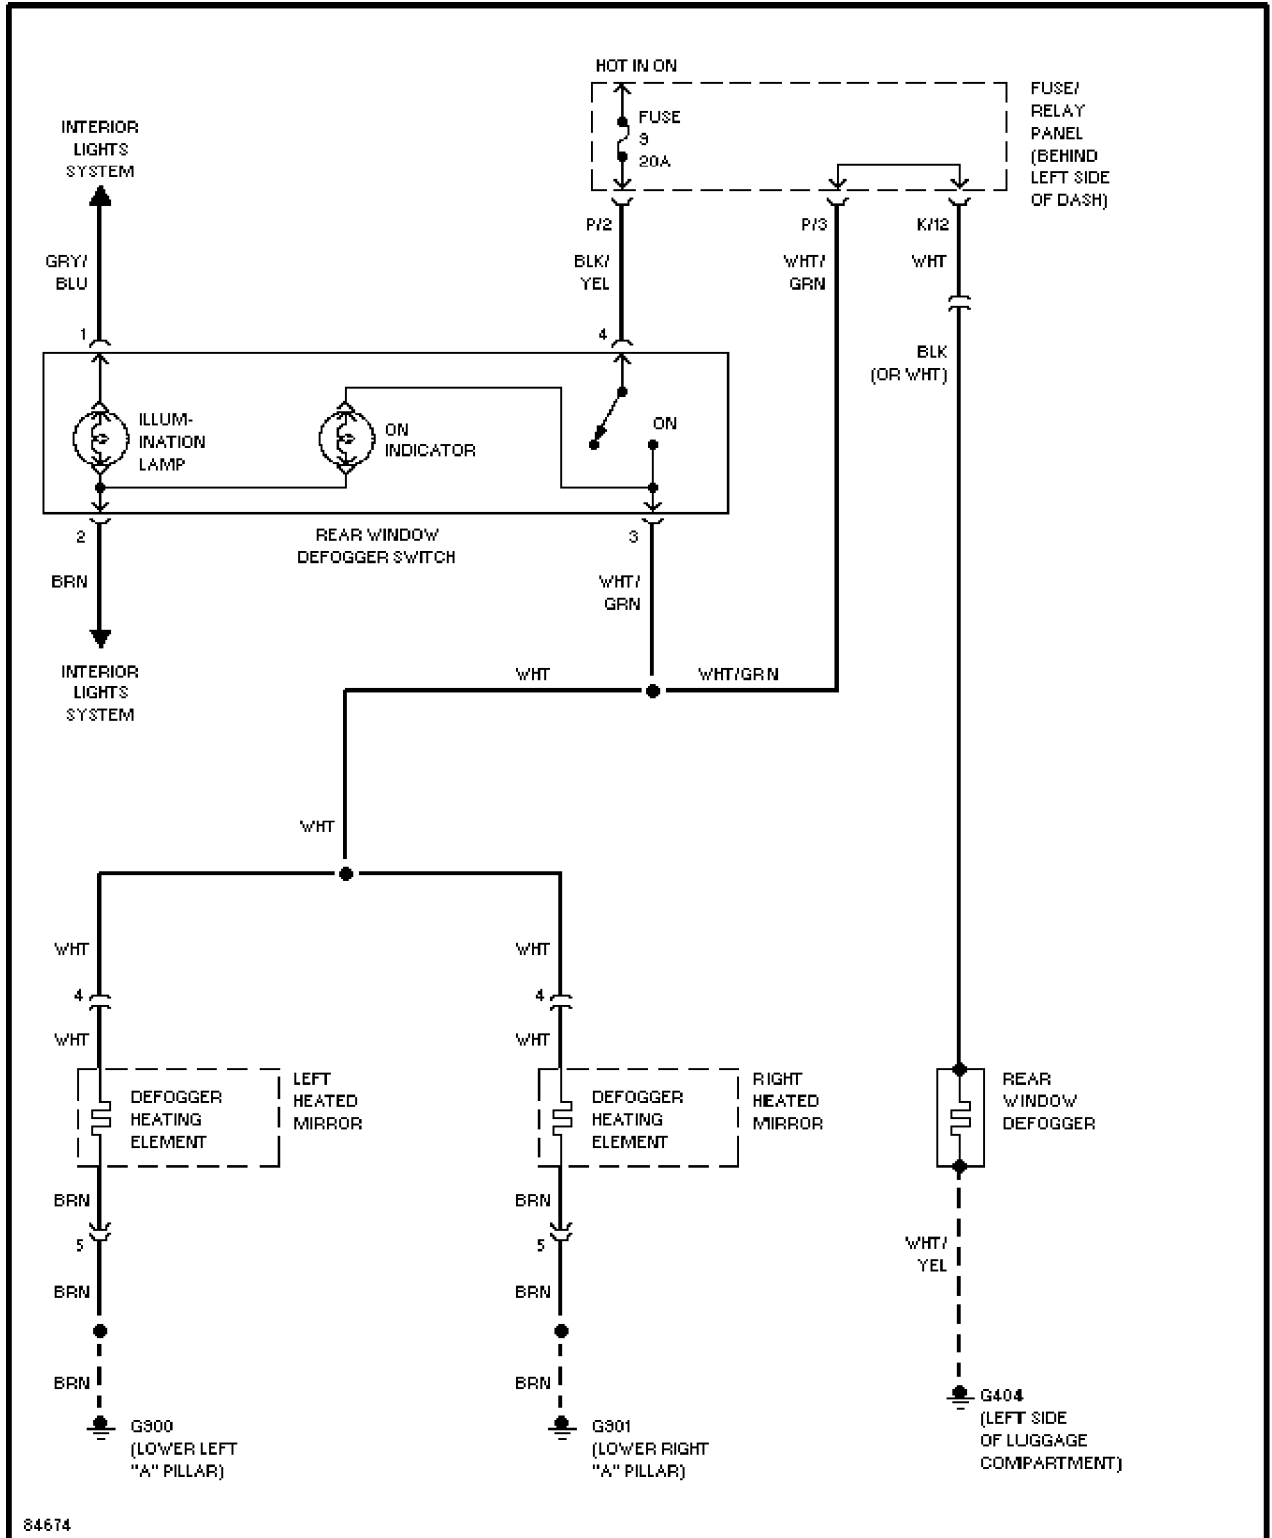 HOT IN ON
FUSE/
RELAY
PANEL
(BEHIND
LEFT SIDE
OF DASH)
FUSE
9
20A
INTERIOR
LIGHTS
SYSTEM
P/2
P/3
K/12
GRY/
BLU
BLK/
YEL
WHT/
GRN
WHT
1
4
BLK
(OR WHT)
ILLUM-
INATION
LAMP
ON
INDICATOR
ON
2
REAR WINDOW
DEFOGGER SWITCH
3
BRN
WHT/
GRN
INTERIOR
LIGHTS
SYSTEM
WHT
WHT/GRN
WHT
WHT
WHT
4
4
WHT
WHT
DEFOGGER
HEATING
ELEMENT
LEFT
HEATED
MIRROR
DEFOGGER
HEATING
ELEMENT
RIGHT
HEATED
MIRROR
REAR
WINDOW
DEFOGGER
BRN
BRN
5
5
WHT/
YEL
BRN
BRN
BRN
BRN
G300
(LOWER LEFT
"A" PILLAR)
G301
(LOWER RIGHT
"A" PILLAR)
G404
(LEFT SIDE
OF LUGGAGE
COMPARTMENT)
84674